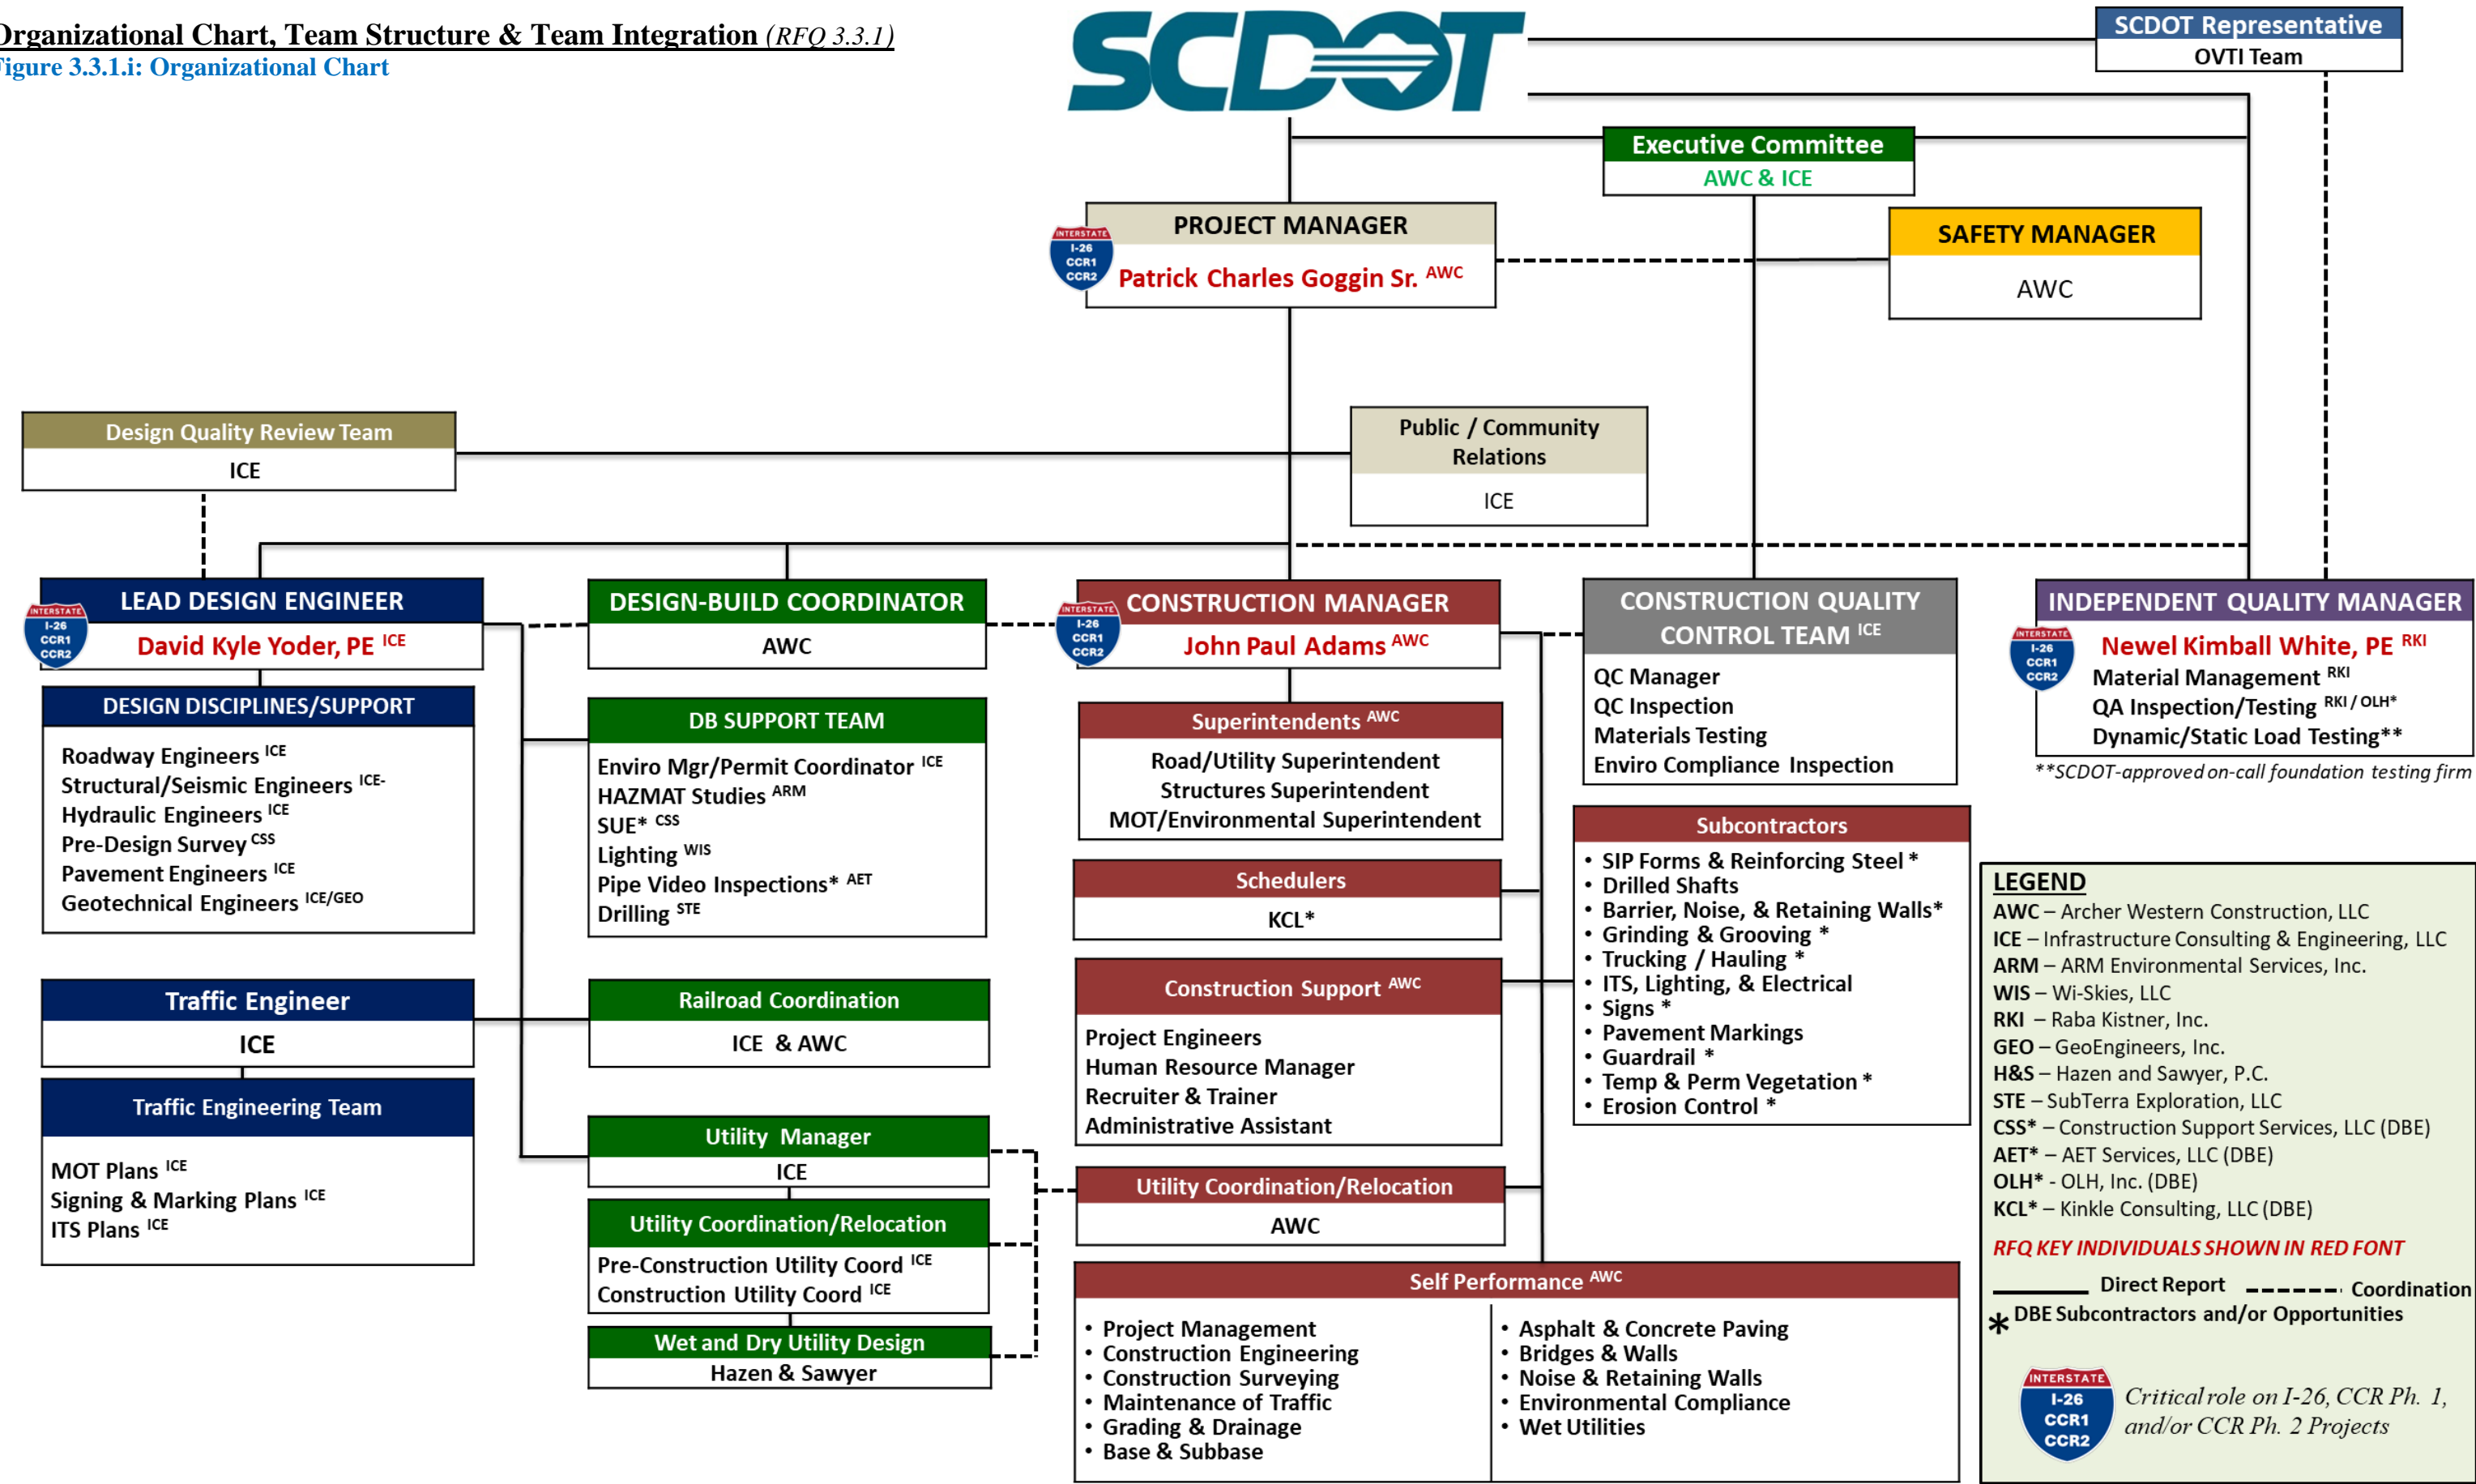 Organizational Chart, Team Structure & Team Integration (RFQ 3.3.1)
Figure 3.3.1.i: Organizational Chart
SCDOT
SCDOT Representative
OVTI Team
Executive Committee
AWC & ICE
PROJECT MANAGER
INTERSTATE
I-26
CCR1
CCR2
Patrick Charles Goggin Sr. AWC
SAFETY MANAGER
AWC
Design Quality Review Team
ICE
Public / Community
Relations
ICE
LEAD DESIGN ENGINEER
INTERSTATE
I-26
CCR1
CCR2
David Kyle Yoder, PE ICE
DESIGN DISCIPLINES/SUPPORT
Roadway Engineers ICE
Structural/Seismic Engineers ICE-
Hydraulic Engineers ICE
Pre-Design Survey CSS
Pavement Engineers ICE
Geotechnical Engineers ICE/GEO
Traffic Engineer
ICE
Traffic Engineering Team
MOT Plans ICE
Signing & Marking Plans ICE
ITS Plans ICE
DESIGN-BUILD COORDINATOR
AWC
DB SUPPORT TEAM
Enviro Mgr/Permit Coordinator ICE
HAZMAT Studies ARM
SUE* CSS
Lighting WIS
Pipe Video Inspections* AET
Drilling STE
Railroad Coordination
ICE & AWC
Utility Manager
ICE
Utility Coordination/Relocation
Pre-Construction Utility Coord ICE
Construction Utility Coord ICE
Wet and Dry Utility Design
Hazen & Sawyer
CONSTRUCTION MANAGER
INTERSTATE
I-26
CCR1
CCR2
John Paul Adams AWC
Superintendents AWC
Road/Utility Superintendent
Structures Superintendent
MOT/Environmental Superintendent
Schedulers
KCL*
Construction Support AWC
Project Engineers
Human Resource Manager
Recruiter & Trainer
Administrative Assistant
Utility Coordination/Relocation
AWC
Self Performance AWC
• Project Management
• Construction Engineering
• Construction Surveying
• Maintenance of Traffic
• Grading & Drainage
• Base & Subbase
• Asphalt & Concrete Paving
• Bridges & Walls
• Noise & Retaining Walls
• Environmental Compliance
• Wet Utilities
CONSTRUCTION QUALITY
CONTROL TEAM ICE
QC Manager
QC Inspection
Materials Testing
Enviro Compliance Inspection
Subcontractors
• SIP Forms & Reinforcing Steel *
• Drilled Shafts
• Barrier, Noise, & Retaining Walls*
• Grinding & Grooving *
• Trucking / Hauling *
• ITS, Lighting, & Electrical
• Signs *
• Pavement Markings
• Guardrail *
• Temp & Perm Vegetation *
• Erosion Control *
INDEPENDENT QUALITY MANAGER
INTERSTATE
I-26
CCR1
CCR2
Newel Kimball White, PE RKI
Material Management RKI
QA Inspection/Testing RKI / OLH*
Dynamic/Static Load Testing**
**SCDOT-approved on-call foundation testing firm
LEGEND
AWC – Archer Western Construction, LLC
ICE – Infrastructure Consulting & Engineering, LLC
ARM – ARM Environmental Services, Inc.
WIS – Wi-Skies, LLC
RKI – Raba Kistner, Inc.
GEO – GeoEngineers, Inc.
H&S – Hazen and Sawyer, P.C.
STE – SubTerra Exploration, LLC
CSS* – Construction Support Services, LLC (DBE)
AET* – AET Services, LLC (DBE)
OLH* - OLH, Inc. (DBE)
KCL* – Kinkle Consulting, LLC (DBE)
RFQ KEY INDIVIDUALS SHOWN IN RED FONT
Direct Report Coordination
* DBE Subcontractors and/or Opportunities
INTERSTATE
I-26
CCR1
CCR2
Critical role on I-26, CCR Ph. 1,
and/or CCR Ph. 2 Projects